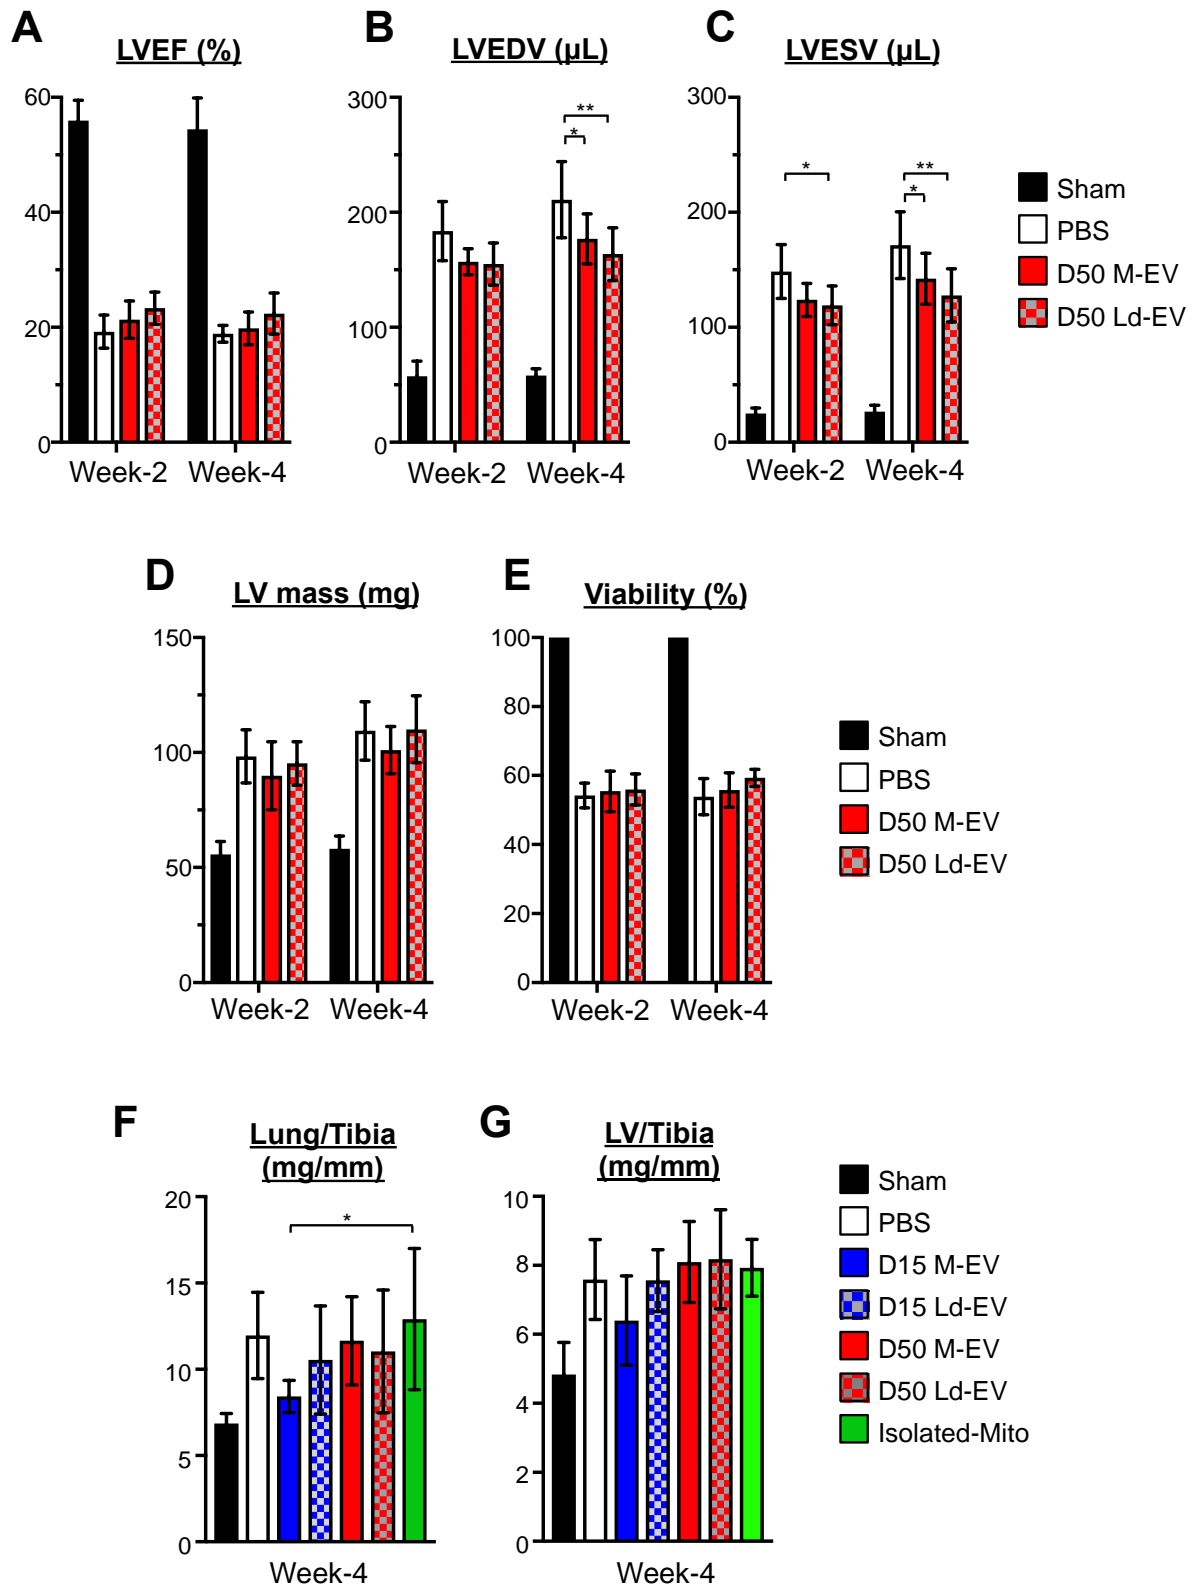 A
LVEF (%)
60
40
20
0
Week-2 Week-4
B
LVEDV (µL)
300
200
100
0
**
*
Week-2 Week-4
C
LVESV (µL)
300
200
100
0
*
**
*
Week-2 Week-4
Sham
PBS
D50 M-EV
D50 Ld-EV
D
LV mass (mg)
150
100
50
0
Week-2 Week-4
E
Viability (%)
100
80
60
40
20
0
Week-2 Week-4
Sham
PBS
D50 M-EV
D50 Ld-EV
F
Lung/Tibia
(mg/mm)
20
15
10
5
0
*
Week-4
G
LV/Tibia
(mg/mm)
10
8
6
4
2
0
Week-4
Sham
PBS
D15 M-EV
D15 Ld-EV
D50 M-EV
D50 Ld-EV
Isolated-Mito